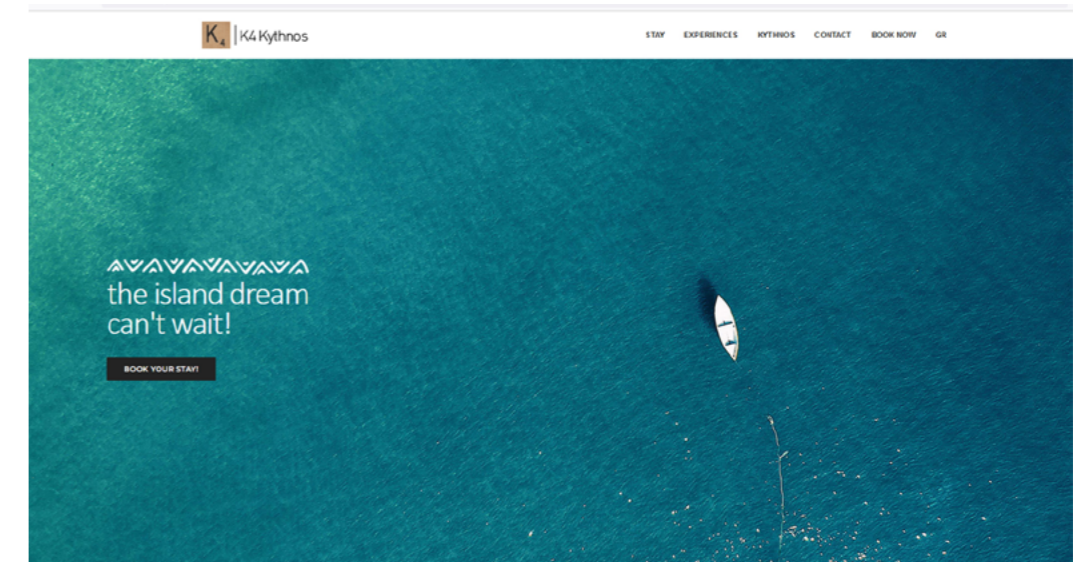 K4 | K4 Kythnos
STAY
EXPERIENCES
KYTHNOS
CONTACT
BOOK NOW
GR
the island dream
can't wait!
BOOK YOUR STAY!